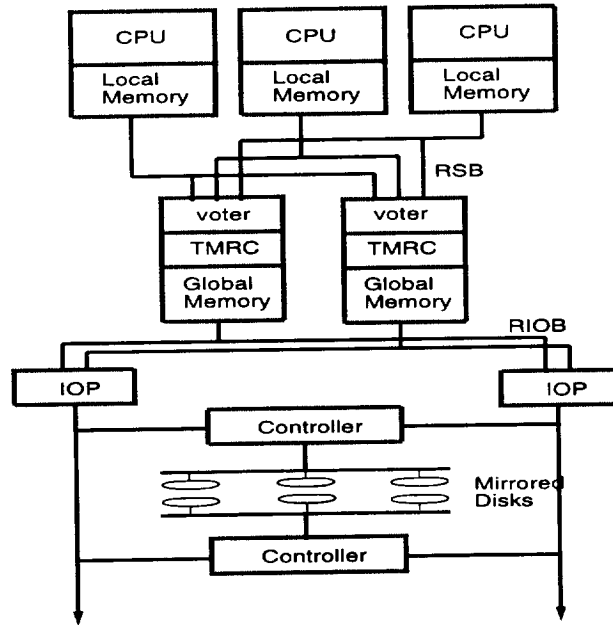 CPU
CPU
CPU
Local
Memory
Local
Memory
Local
Memory
RSB
voter
voter
TMRC
TMRC
Global
Memory
Global
Memory
RIOB
IOP
IOP
Controller
Mirrored
Disks
Controller